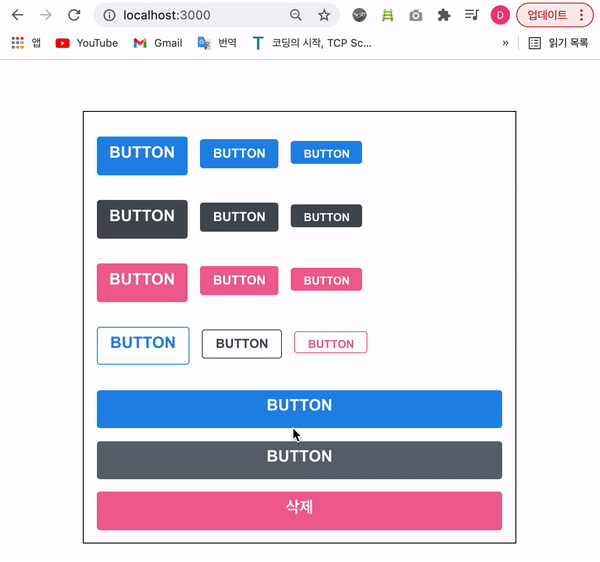 localhost:3000
D
업데이트
앱
YouTube
Gmail
번역
코딩의 시작, TCP Sc...
»
읽기 목록
BUTTON BUTTON BUTTON
BUTTON BUTTON BUTTON
BUTTON BUTTON BUTTON
BUTTON BUTTON BUTTON
BUTTON
BUTTON
삭제